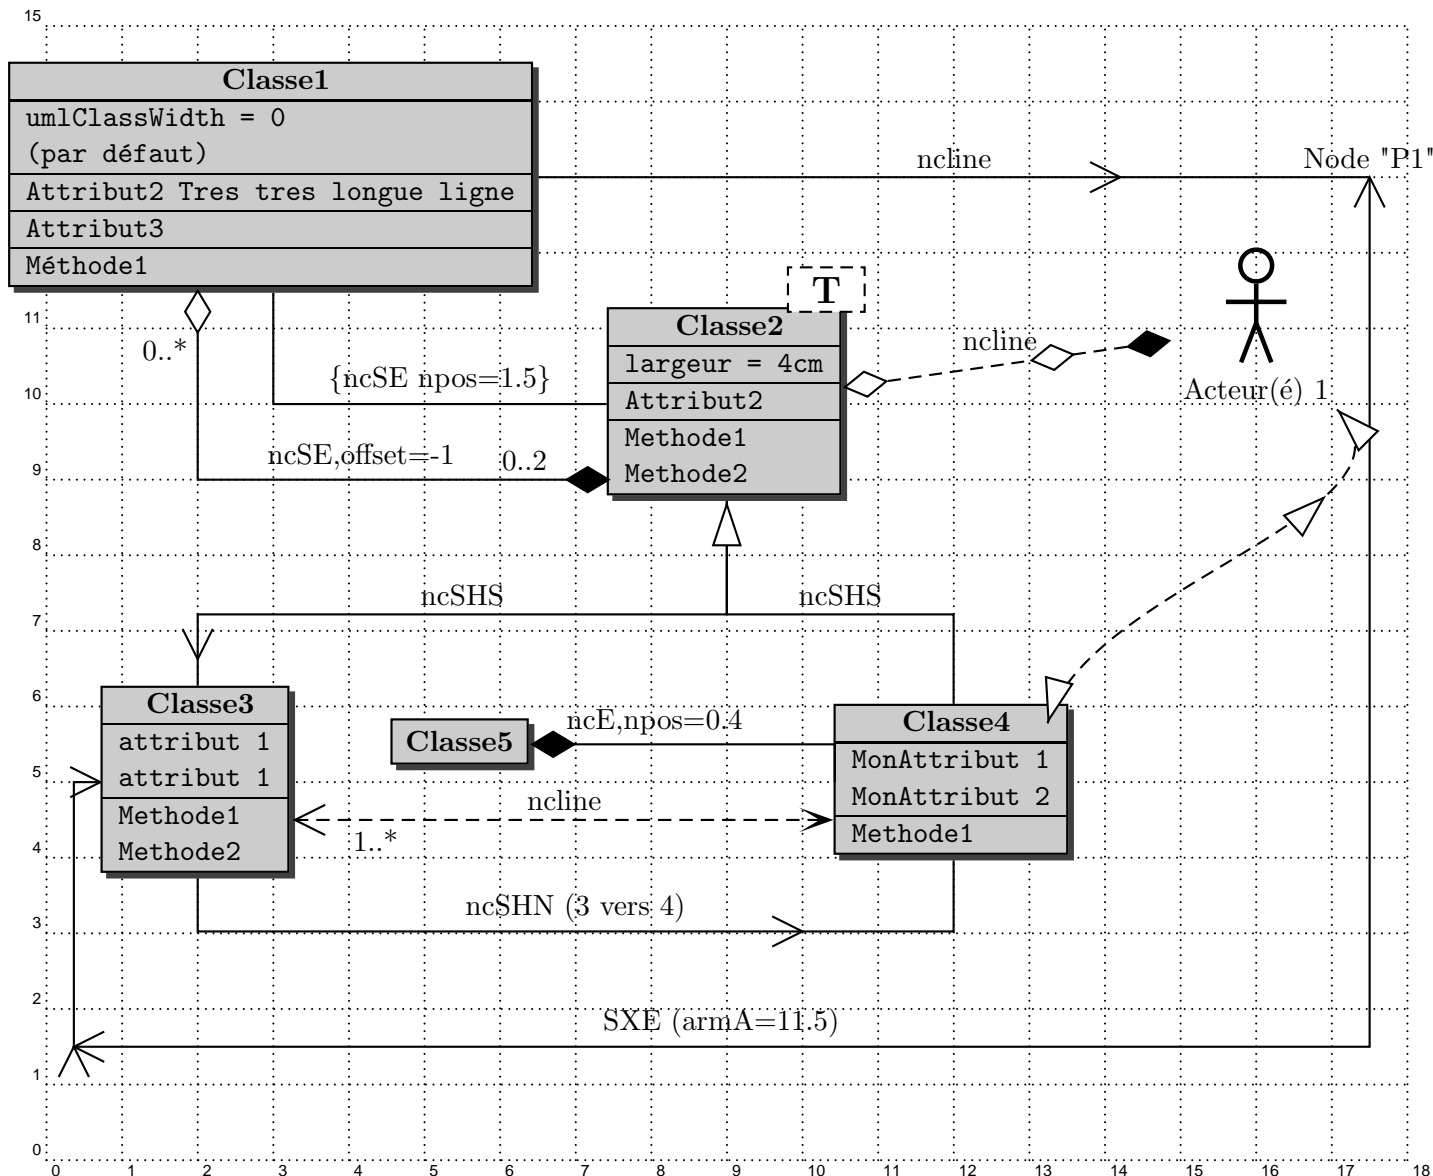 15
Classe1
umlClassWidth = 0
(par défaut)
Attribut2 Tres tres longue ligne
Attribut3
Méthode1
ncline
Node "P1"
T
11
Classe2
largeur = 4cm
Attribut2
Methode1
Methode2
ncline
Acteur(é) 1
0..*
{ncSE npos=1.5}
10
ncSE,offset=-1
0..2
9
8
ncSHS
ncSHS
7
6
Classe3
attribut 1
attribut 1
Methode1
Methode2
Classe5
ncE,npos=0.4
Classe4
MonAttribut 1
MonAttribut 2
Methode1
5
ncline
1..*
4
ncSHN (3 vers 4)
3
2
SXE (armA=11.5)
1
0
0 1 2 3 4 5 6 7 8 9 10 11 12 13 14 15 16 17 18